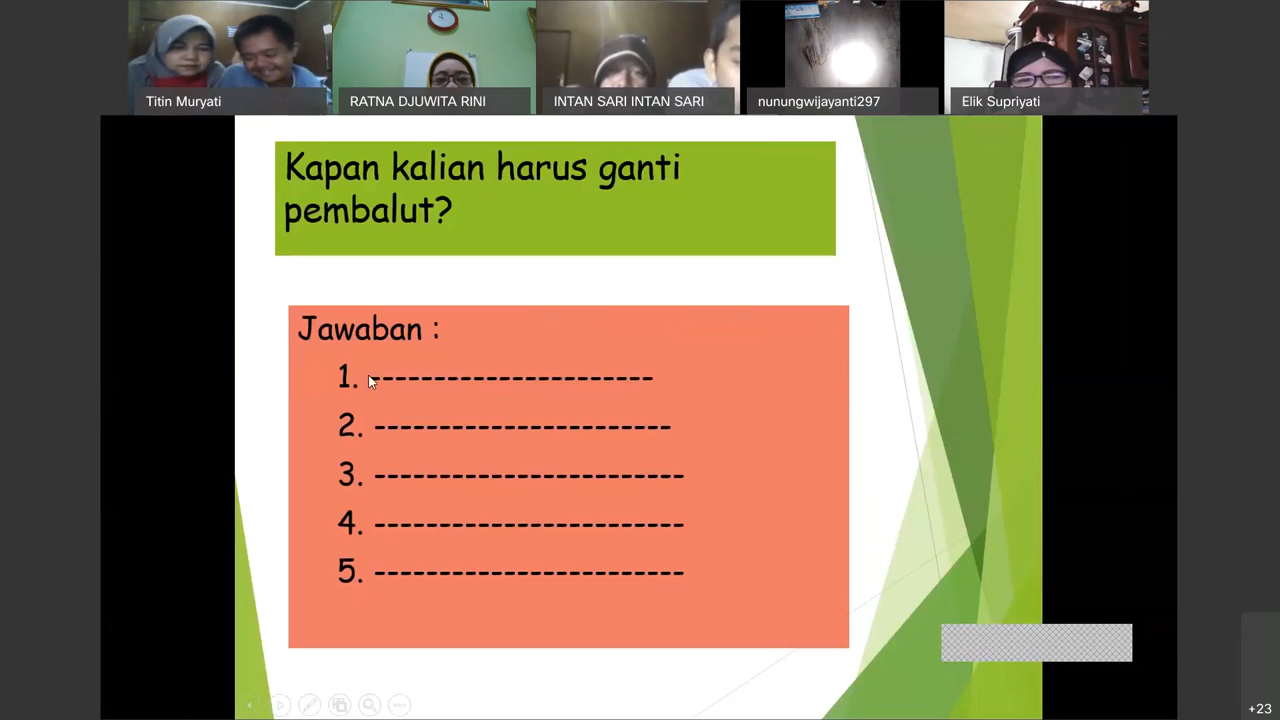 Titin Muryati
RATNA DJUWITA RINI
INTAN SARI INTAN SARI
nunungwijayanti297
Elik Supriyati
Kapan kalian harus ganti
pembalut?
Jawaban :
1. ----------------------
2. -----------------------
3. ------------------------
4. ------------------------
5. ------------------------
+23